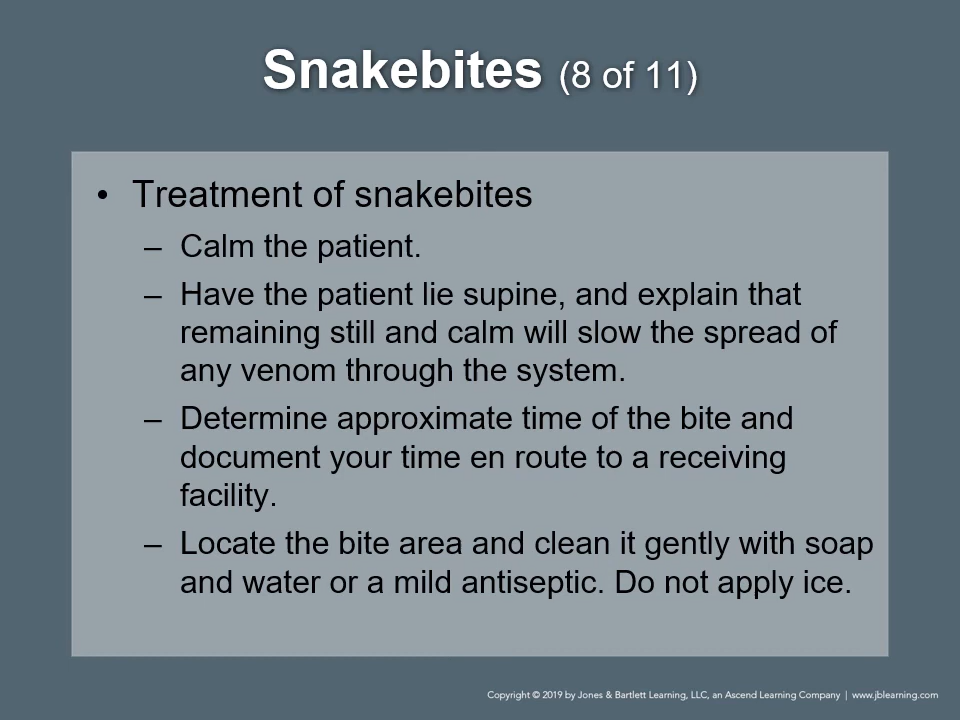 Snakebites (8 of 11)
• Treatment of snakebites
– Calm the patient.
– Have the patient lie supine, and explain that
remaining still and calm will slow the spread of
any venom through the system.
– Determine approximate time of the bite and
document your time en route to a receiving
facility.
– Locate the bite area and clean it gently with soap
and water or a mild antiseptic. Do not apply ice.
Copyright © 2019 by Jones & Bartlett Learning, LLC, an Ascend Learning Company | www.jblearning.com